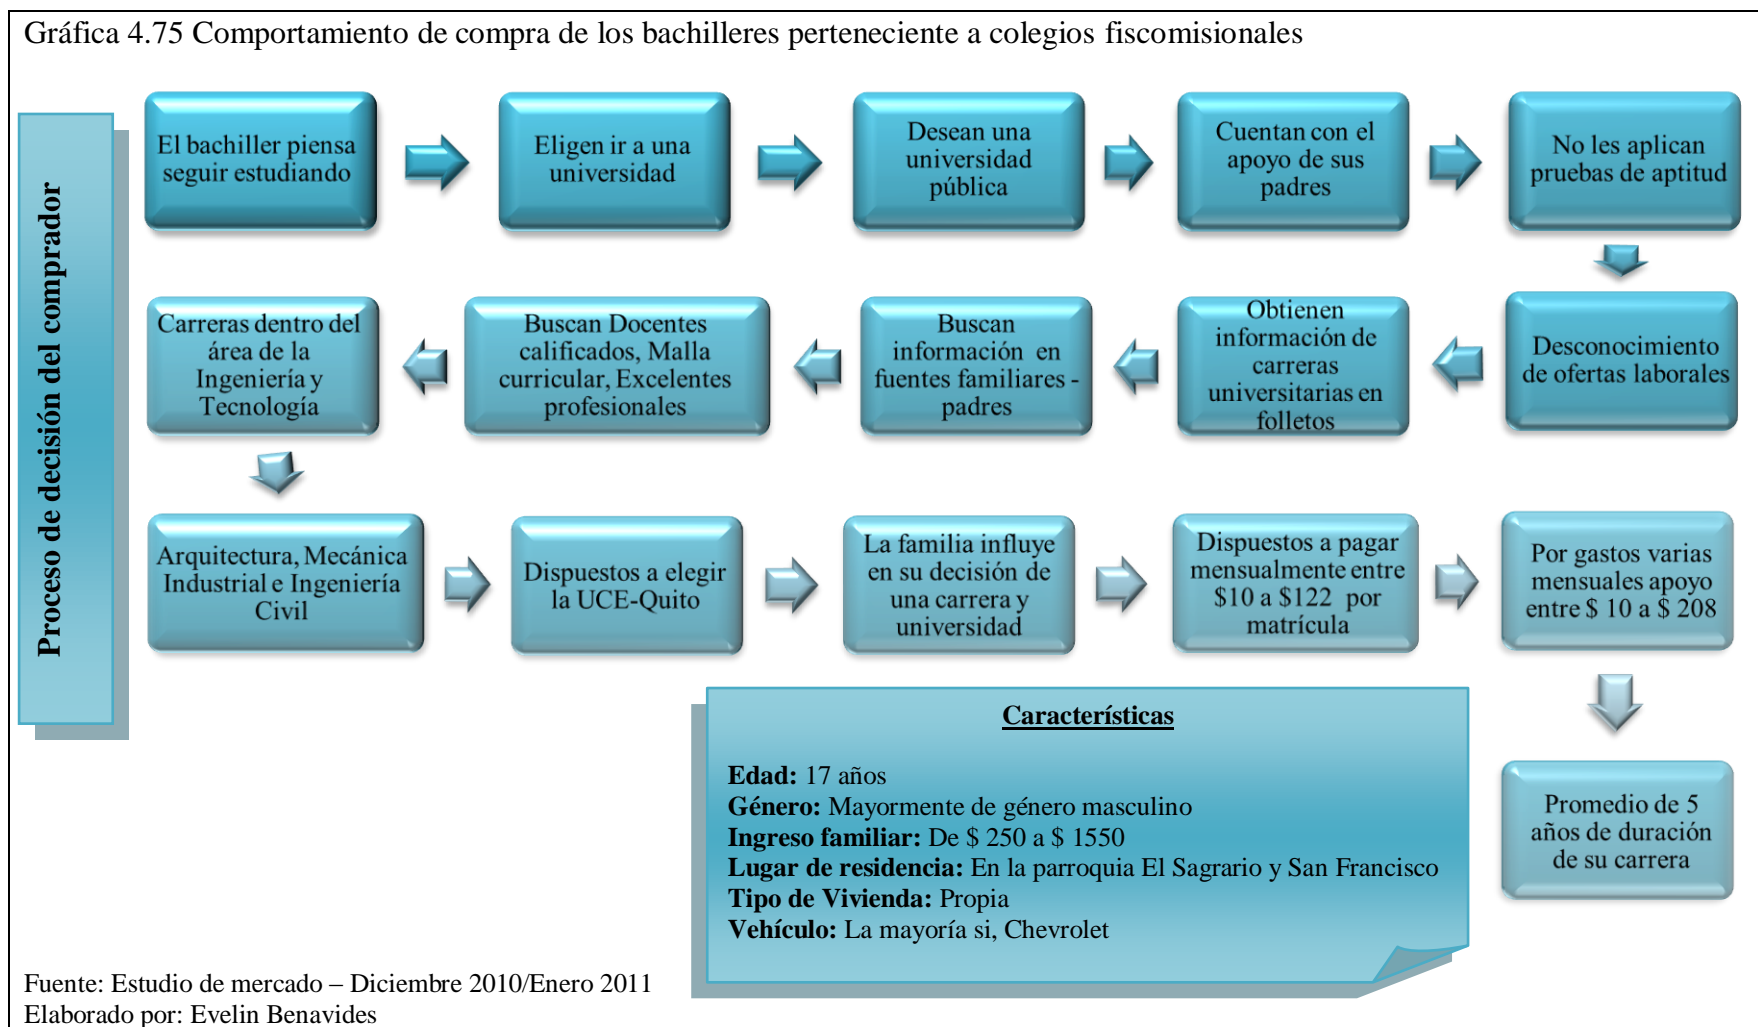 Gráfica 4.75 Comportamiento de compra de los bachilleres perteneciente a colegios fiscomisionales
Proceso de decisión del comprador
El bachiller piensa
seguir estudiando
Eligen ir a una
universidad
Desean una
universidad
pública
Cuentan con el
apoyo de sus
padres
No les aplican
pruebas de aptitud
Desconocimiento
de ofertas laborales
Obtienen
información de
carreras
universitarias en
folletos
Buscan
información en
fuentes familiares -
padres
Buscan Docentes
calificados, Malla
curricular, Excelentes
profesionales
Carreras dentro del
área de la
Ingeniería y
Tecnología
Arquitectura, Mecánica
Industrial e Ingeniería
Civil
Dispuestos a elegir
la UCE-Quito
La familia influye
en su decisión de
una carrera y
universidad
Dispuestos a pagar
mensualmente entre
$10 a $122 por
matrícula
Por gastos varias
mensuales apoyo
entre $ 10 a $ 208
Promedio de 5
años de duración
de su carrera
Características
Edad: 17 años
Género: Mayormente de género masculino
Ingreso familiar: De $ 250 a $ 1550
Lugar de residencia: En la parroquia El Sagrario y San Francisco
Tipo de Vivienda: Propia
Vehículo: La mayoría si, Chevrolet
Fuente: Estudio de mercado – Diciembre 2010/Enero 2011
Elaborado por: Evelin Benavides